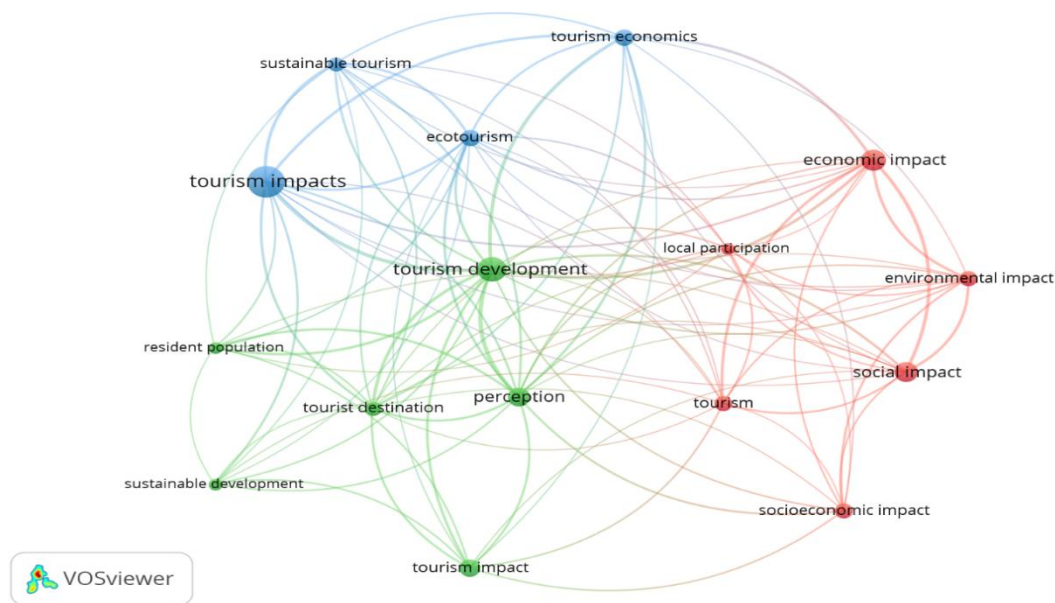 tourism economics
sustainable tourism
ecotourism
economic impact
tourism impacts
local participation
tourism development
environmental impact
resident population
social impact
perception
tourism
tourist destination
sustainable development
socioeconomic impact
tourism impact
VOSviewer